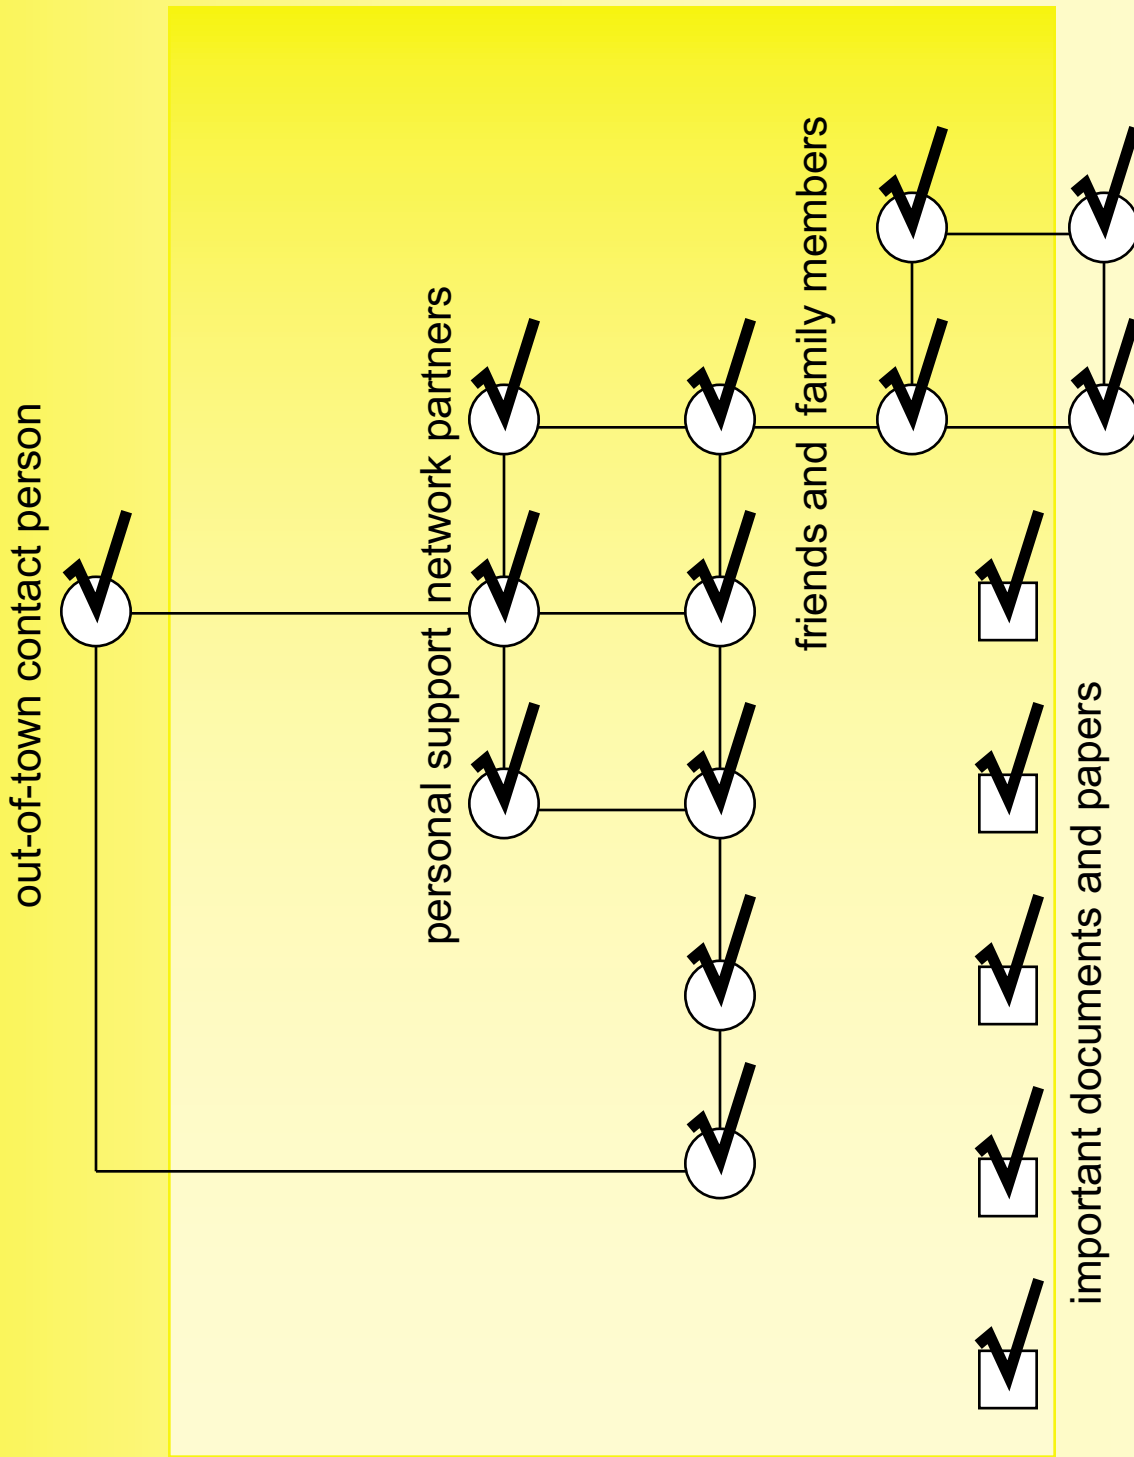 out-of-town contact person
personal support network partners
friends and family members
important documents and papers